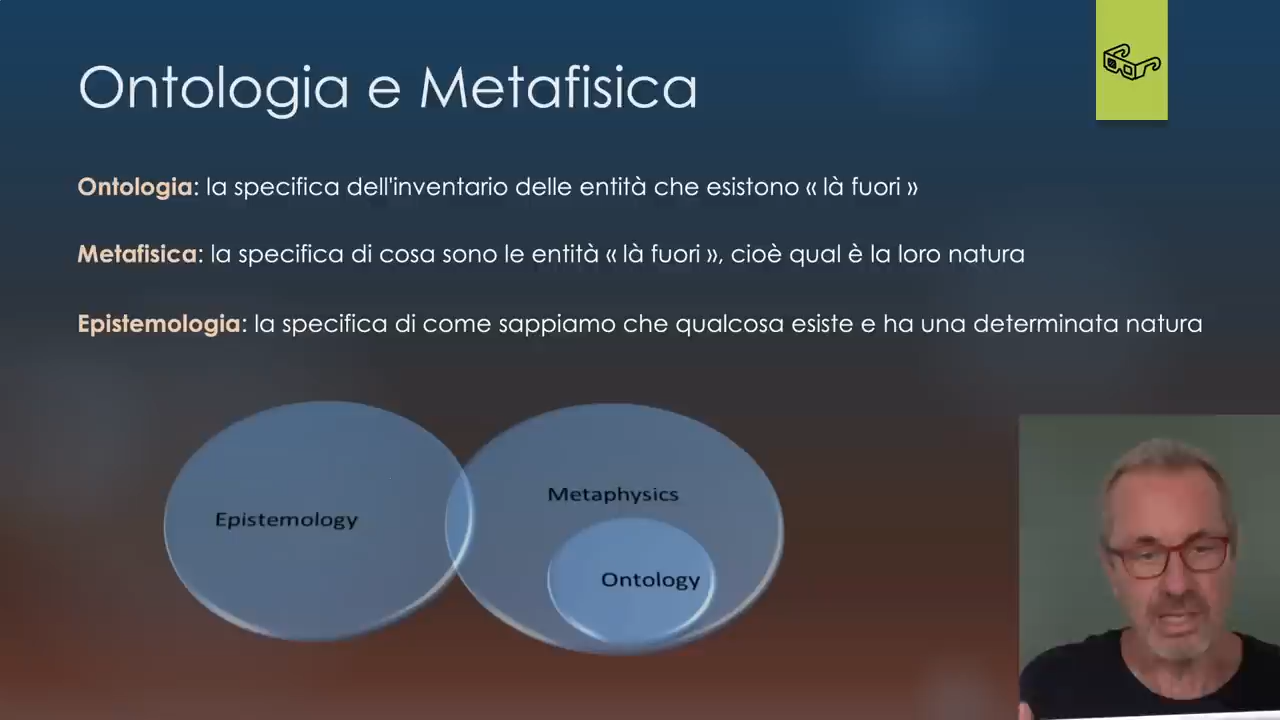 Ontologia e Metafisica
Ontologia: la specifica dell'inventario delle entità che esistono « là fuori »
Metafisica: la specifica di cosa sono le entità « là fuori », cioè qual è la loro natura
Epistemologia: la specifica di come sappiamo che qualcosa esiste e ha una determinata natura
Epistemology
Metaphysics
Ontology